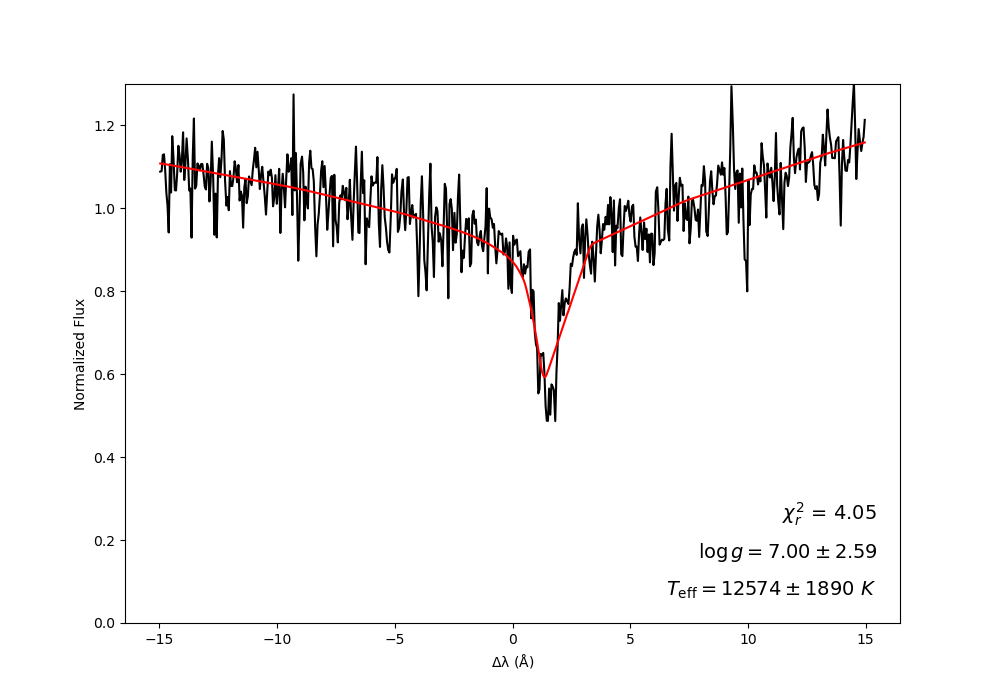 1.2
1.0
0.8
0.6
0.4
0.2
0.0
Normalized Flux
χ²ᵣ = 4.05
log g = 7.00 ± 2.59
T_eff = 12574 ± 1890 K
−15 −10 −5 0 5 10 15
Δλ (Å)